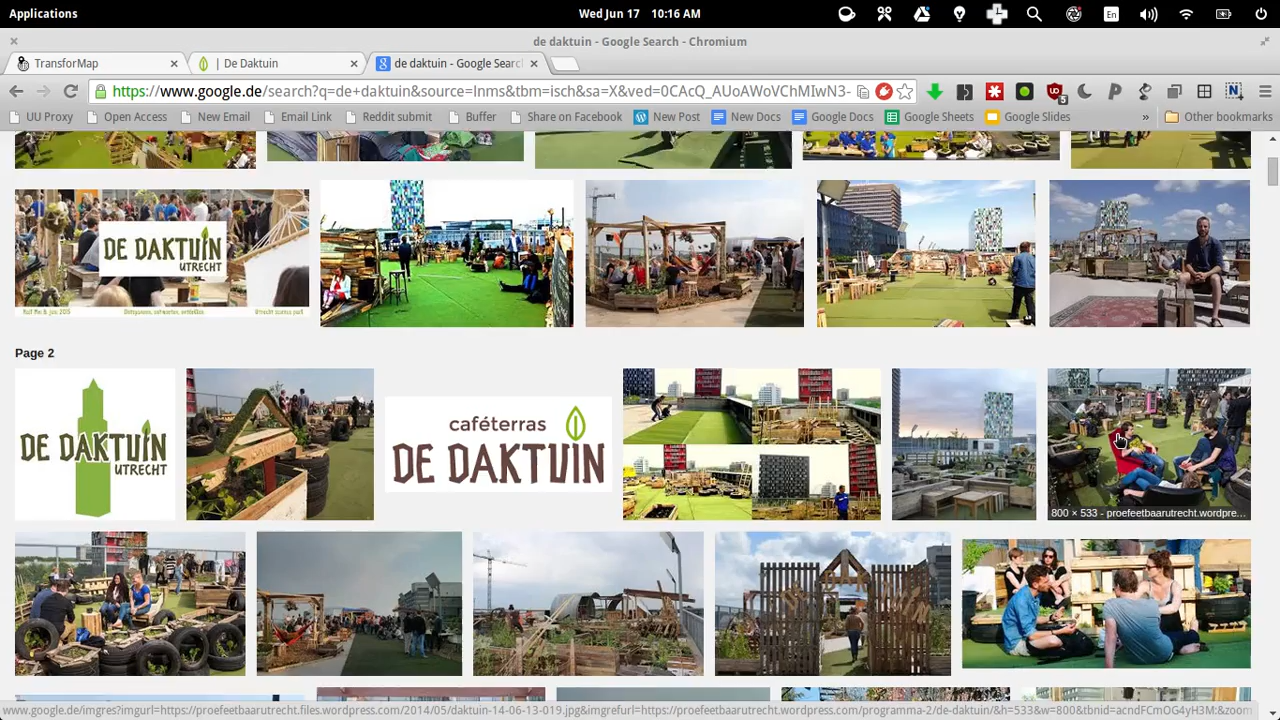 Applications
Wed Jun 17 10:16 AM
En
de daktuin - Google Search - Chromium
TransforMap
| De Daktuin
de daktuin - Google Searc
https://www.google.de/search?q=de+daktuin&source=lnms&tbm=isch&sa=X&ved=0CAcQ_AUoAWoVChMIwN3-
5
UU Proxy
Open Access
New Email
Email Link
Reddit submit
Buffer
Share on Facebook
New Post
New Docs
Google Docs
Google Sheets
Google Slides
»
Other bookmarks
DE DAKTUIN
UTRECHT
Page 2
DE DAKTUIN
UTRECHT
caféterras
DE DAKTUIN
800 × 533 - proefeetbaarutrecht.wordpre...
www.google.de/imgres?imgurl=https://proefeetbaarutrecht.files.wordpress.com/2014/05/daktuin-14-06-13-019.jpg&imgrefurl=https://proefeetbaarutrecht.wordpress.com/programma-2/de-daktuin/&h=533&w=800&tbnid=acndFCmOG4yH3M:&zoom